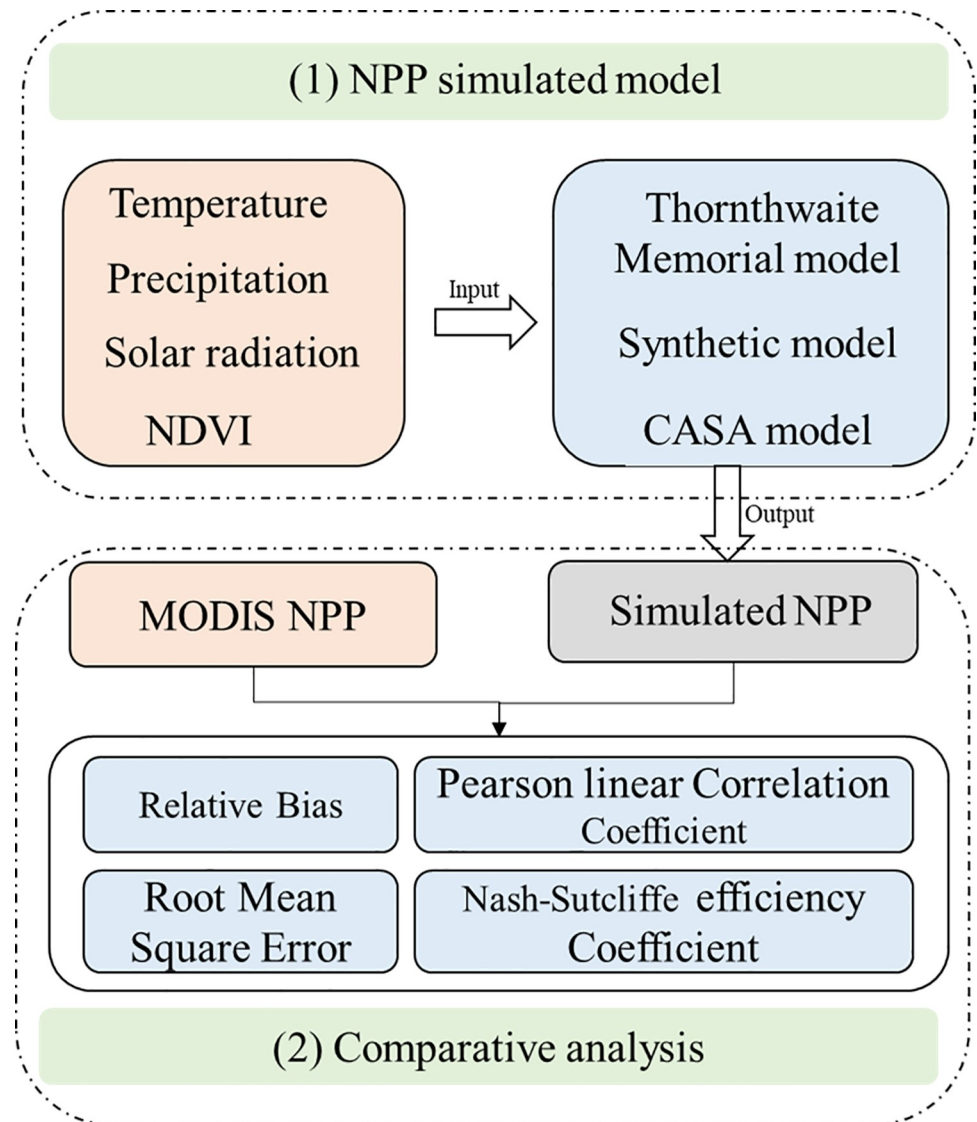 (1) NPP simulated model
Temperature
Precipitation
Solar radiation
NDVI
Input
Thornthwaite
Memorial model
Synthetic model
CASA model
Output
MODIS NPP
Simulated NPP
Relative Bias
Pearson linear Correlation
Coefficient
Root Mean
Square Error
Nash-Sutcliffe efficiency
Coefficient
(2) Comparative analysis